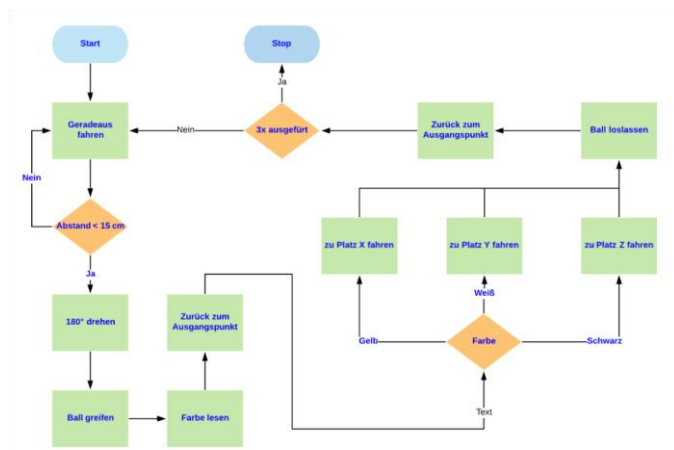 Start
Stop
Ja
Geradeaus
fahren
Nein
3x ausgefürt
Zurück zum
Ausgangspunkt
Ball loslassen
Nein
Abstand < 15 cm
Ja
zu Platz X fahren
zu Platz Y fahren
zu Platz Z fahren
Weiß
180° drehen
Zurück zum
Ausgangspunkt
Gelb
Farbe
Schwarz
Ball greifen
Farbe lesen
Text